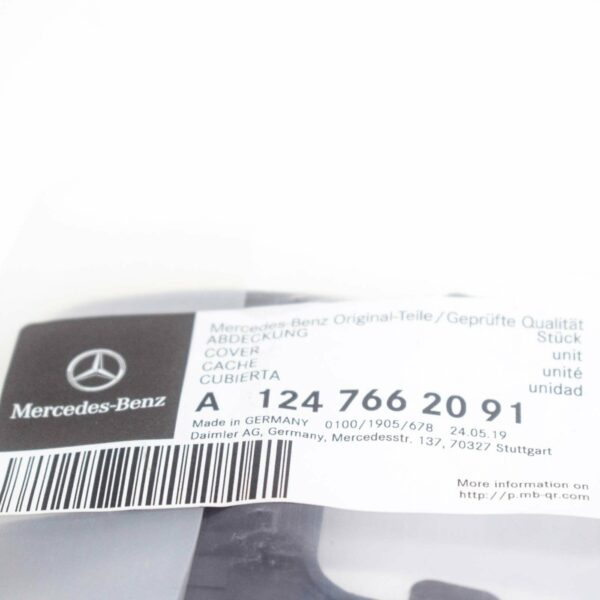 Mercedes-Benz Original-Teile/Geprüfte Qualität
ABDECKUNG Stück
COVER unit
CACHE unité
CUBIERTA unidad
A 124 766 20 91
Made in GERMANY 0100/1905/678 24.05.19
Daimler AG, Germany, Mercedesstr. 137, 70327 Stuttgart
Mercedes-Benz
More information on
http://p.mb-qr.com